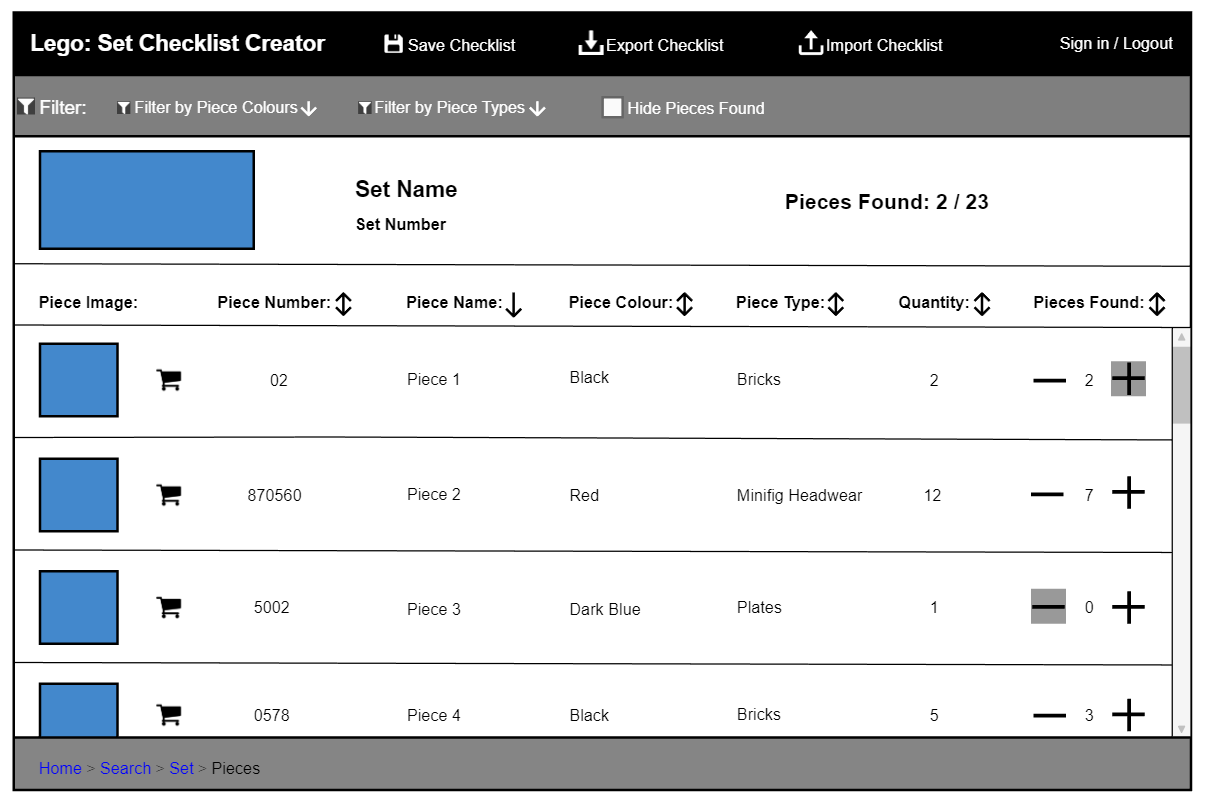 Lego: Set Checklist Creator Save Checklist Export Checklist Import Checklist Sign in / Logout
Filter: Filter by Piece Colours Filter by Piece Types Hide Pieces Found
Set Name
Set Number
Pieces Found: 2 / 23
Piece Image: Piece Number: Piece Name: Piece Colour: Piece Type: Quantity: Pieces Found:
02 Piece 1 Black Bricks 2 2
870560 Piece 2 Red Minifig Headwear 12 7
5002 Piece 3 Dark Blue Plates 1 0
0578 Piece 4 Black Bricks 5 3
Home > Search > Set > Pieces